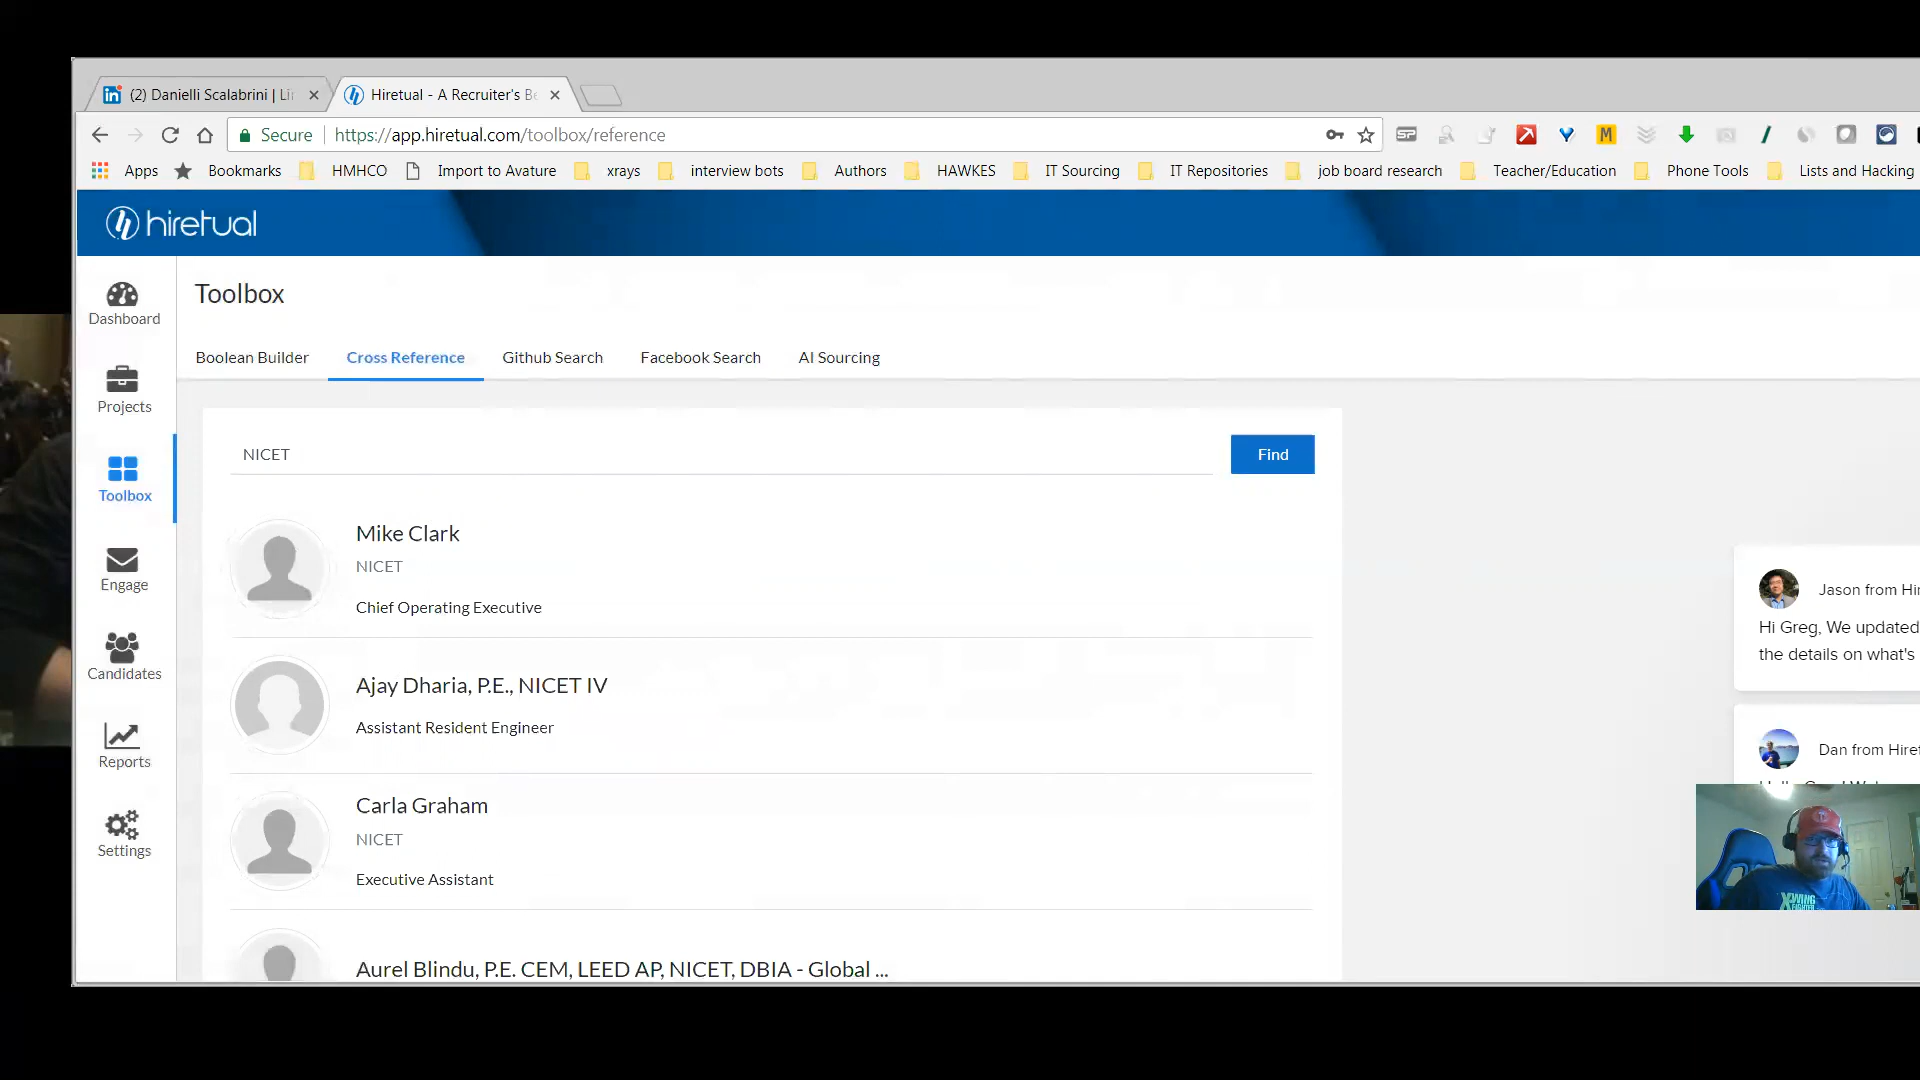 (2) Danielli Scalabrini | Li
Hiretual - A Recruiter's Be
Secure https://app.hiretual.com/toolbox/reference
Apps Bookmarks HMHCO Import to Avature xrays interview bots Authors HAWKES IT Sourcing IT Repositories job board research Teacher/Education Phone Tools Lists and Hacking
hiretual
Dashboard
Projects
Toolbox
Engage
Candidates
Reports
Settings
Toolbox
Boolean Builder Cross Reference Github Search Facebook Search AI Sourcing
NICET
Find
Mike Clark
NICET
Chief Operating Executive
Ajay Dharia, P.E., NICET IV
Assistant Resident Engineer
Carla Graham
NICET
Executive Assistant
Aurel Blindu, P.E. CEM, LEED AP, NICET, DBIA - Global ...
Jason from Hir
Hi Greg, We updated
the details on what's
Dan from Hiret
X-WING
FIGHTER